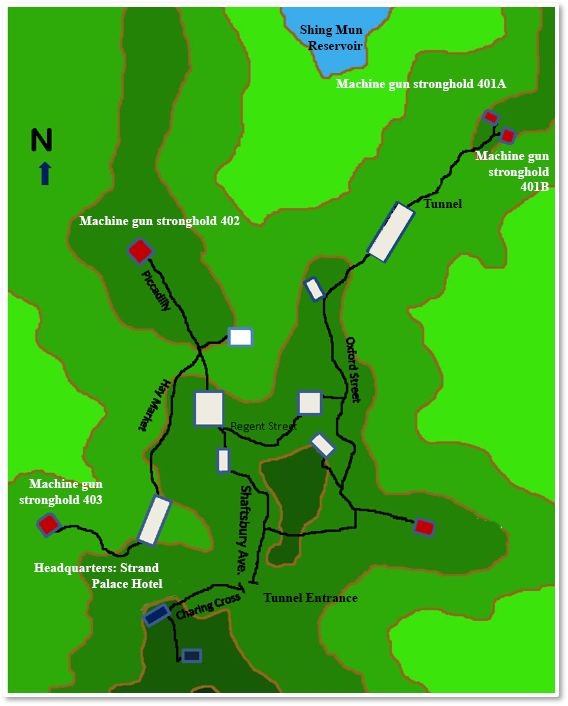 Shing Mun
Reservoir
Machine gun stronghold 401A
N
Machine gun
stronghold
401B
Tunnel
Machine gun stronghold 402
Piccadilly
Oxford Street
Hay Market
Regent Street
Machine gun
stronghold 403
Shaftsbury Ave.
Headquarters: Strand
Palace Hotel
Charing Cross
Tunnel Entrance